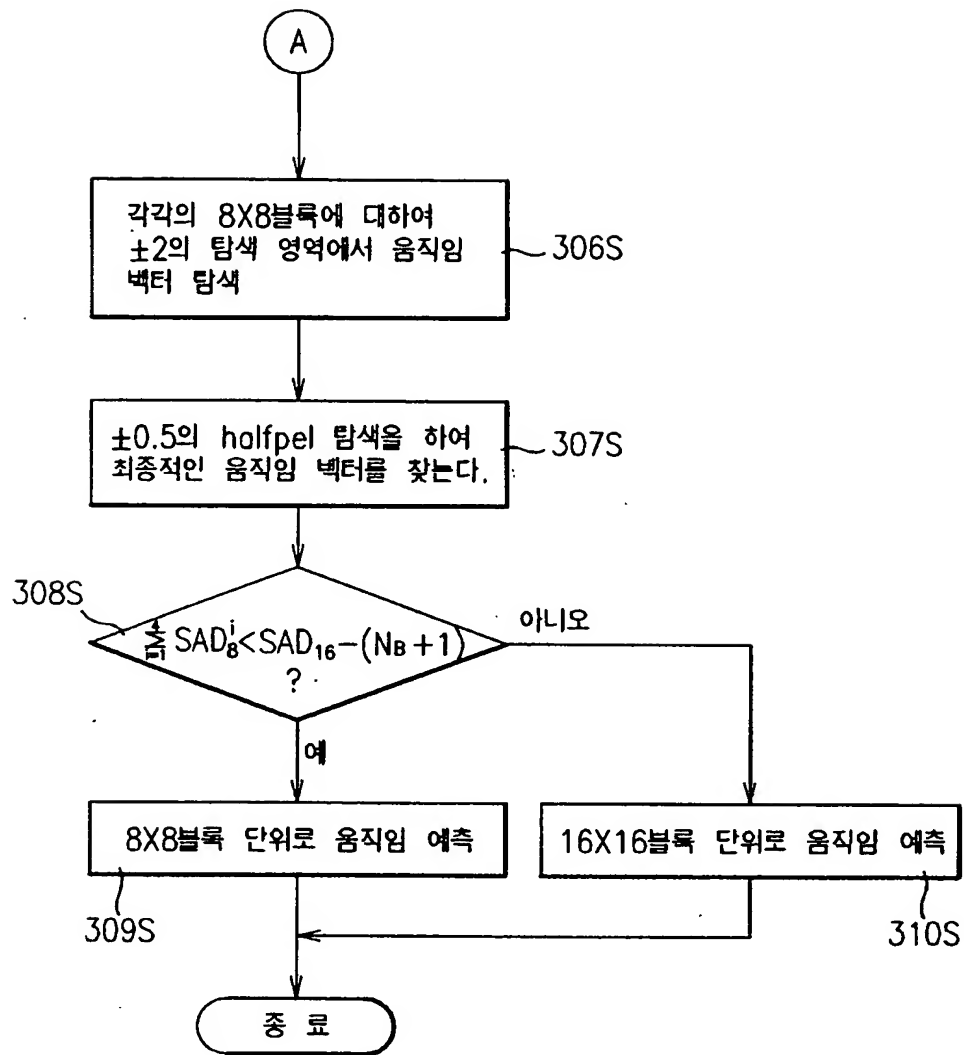 A
각각의 8X8블록에 대하여
±2의 탐색 영역에서 움직임
벡터 탐색
306S
±0.5의 halfpel 탐색을 하여
최종적인 움직임 벡터를 찾는다.
307S
308S
SAD₈ⁱ<SAD₁₆-(NB+1)
?
아니오
예
8X8블록 단위로 움직임 예측
16X16블록 단위로 움직임 예측
309S
310S
종 료